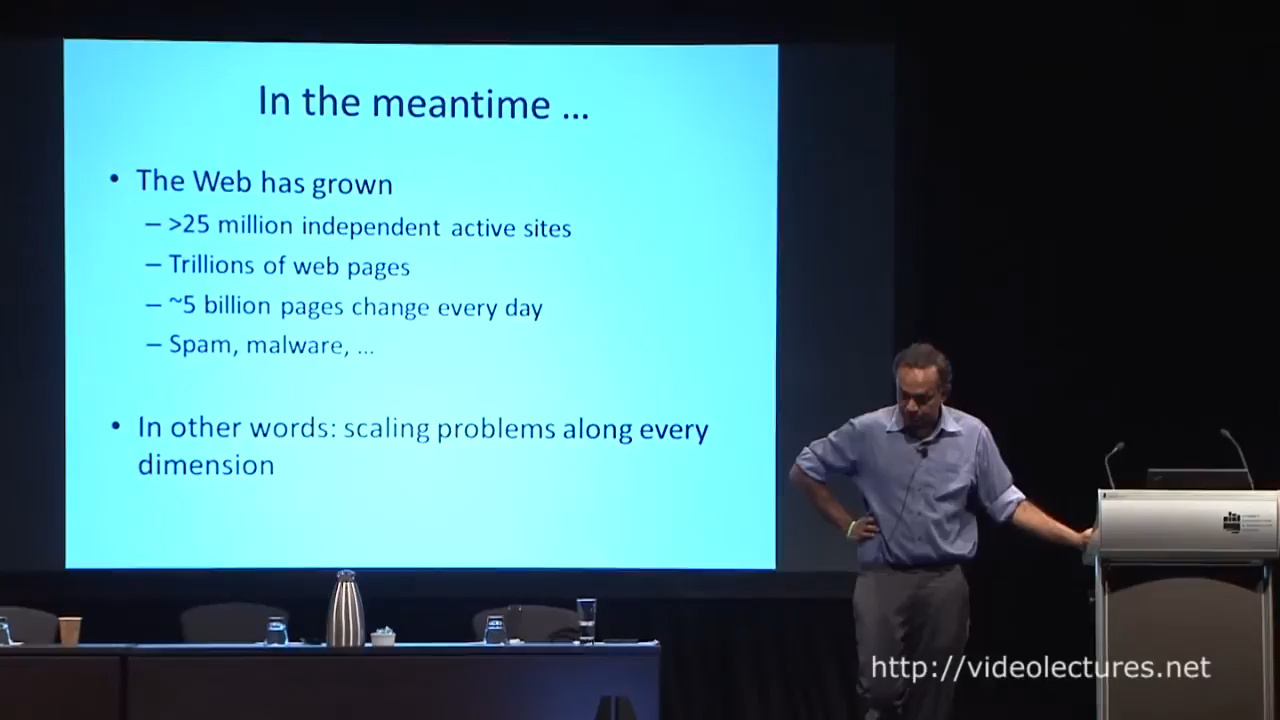 In the meantime ...
• The Web has grown
– >25 million independent active sites
– Trillions of web pages
– ~5 billion pages change every day
– Spam, malware, ...
• In other words: scaling problems along every
dimension
http://videolectures.net